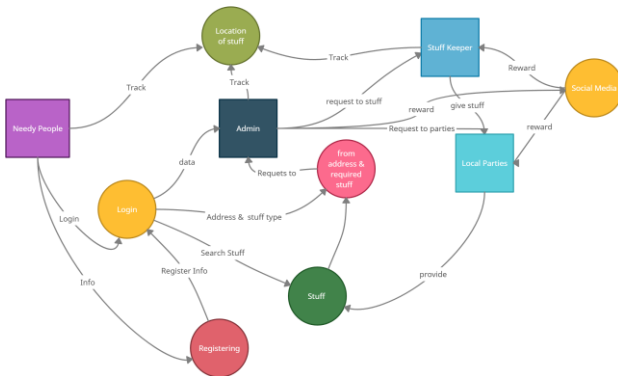 Location
of stuff
Stuff Keeper
Track
Reward
Track
Track
Social Media
request to stuff
reward
give stuff
Needy People
Admin
Request to parties
reward
data
from
address &
required
stuff
Requets to
Local Parties
Login
Address & stuff type
Login
Search Stuff
Register Info
provide
Info
Stuff
Registering